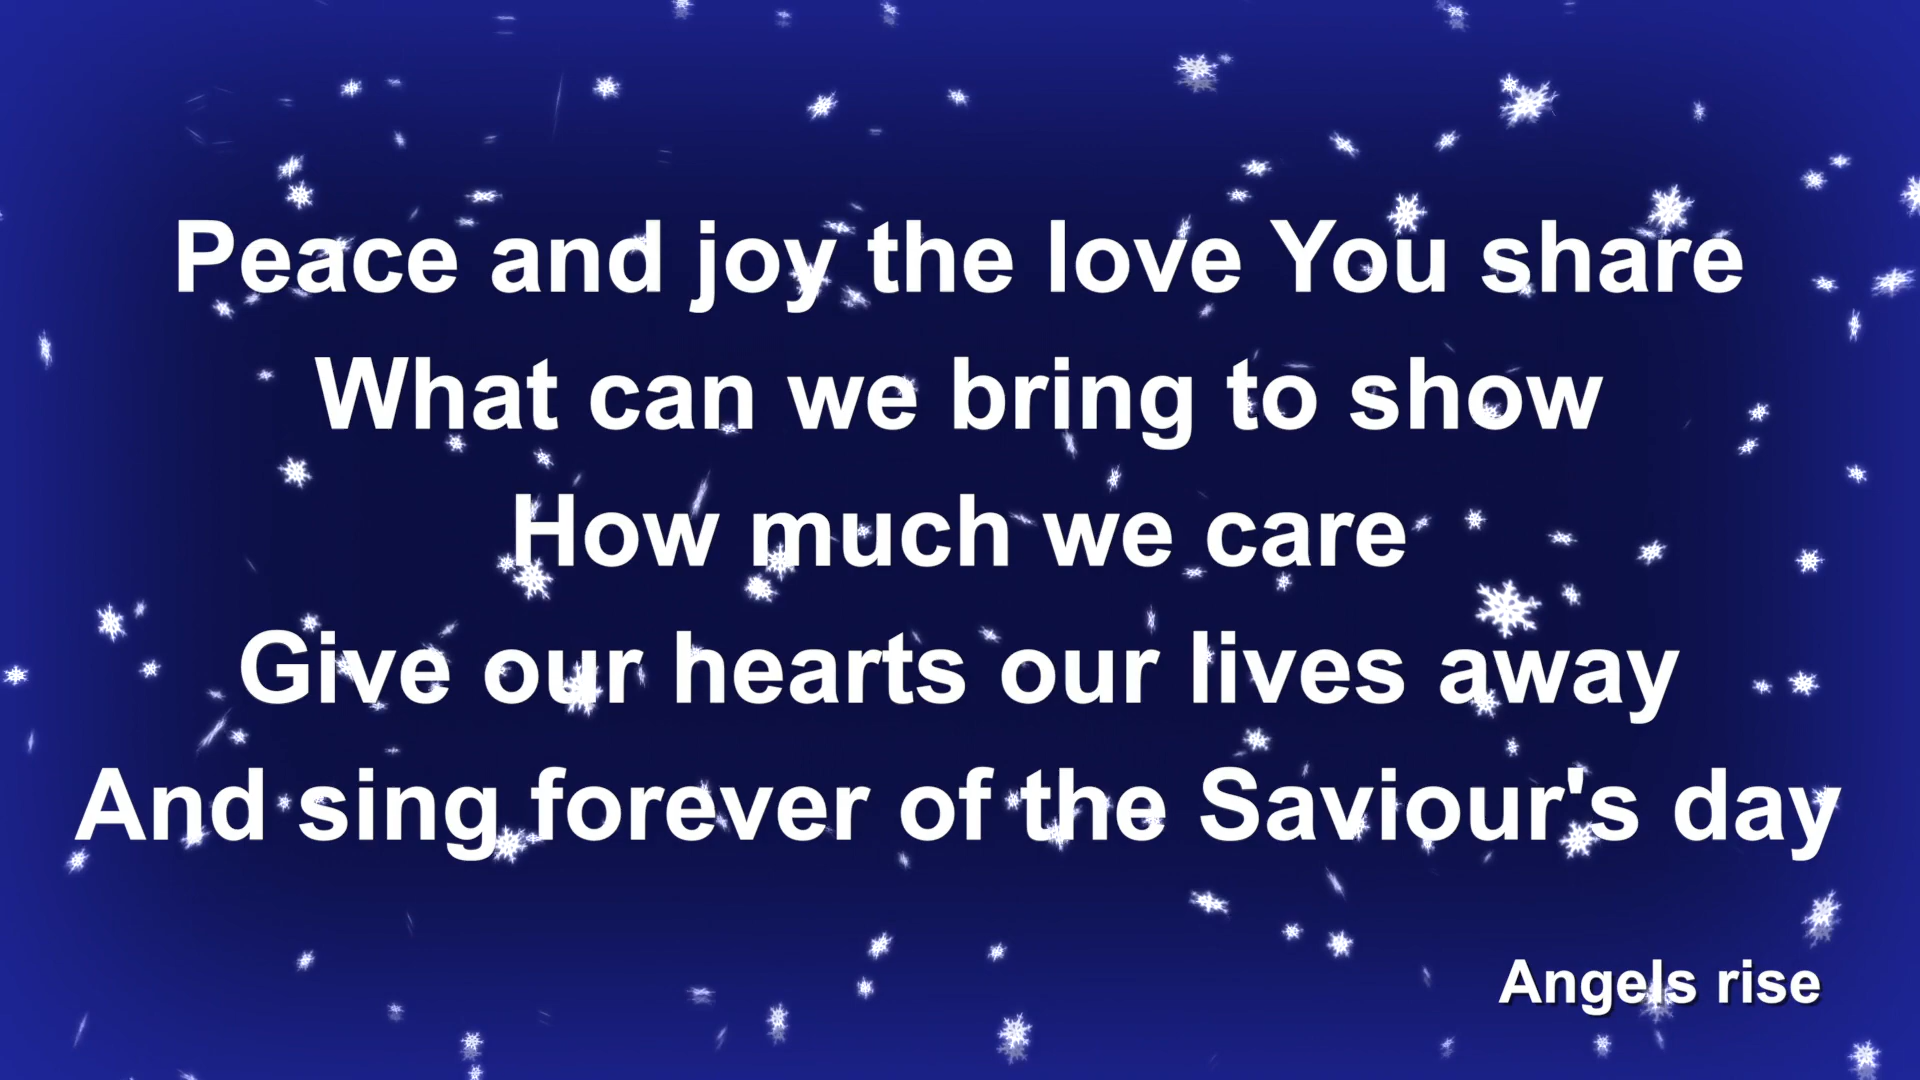 Peace and joy the love You share
What can we bring to show
How much we care
Give our hearts our lives away
And sing forever of the Saviour's day
Angels rise